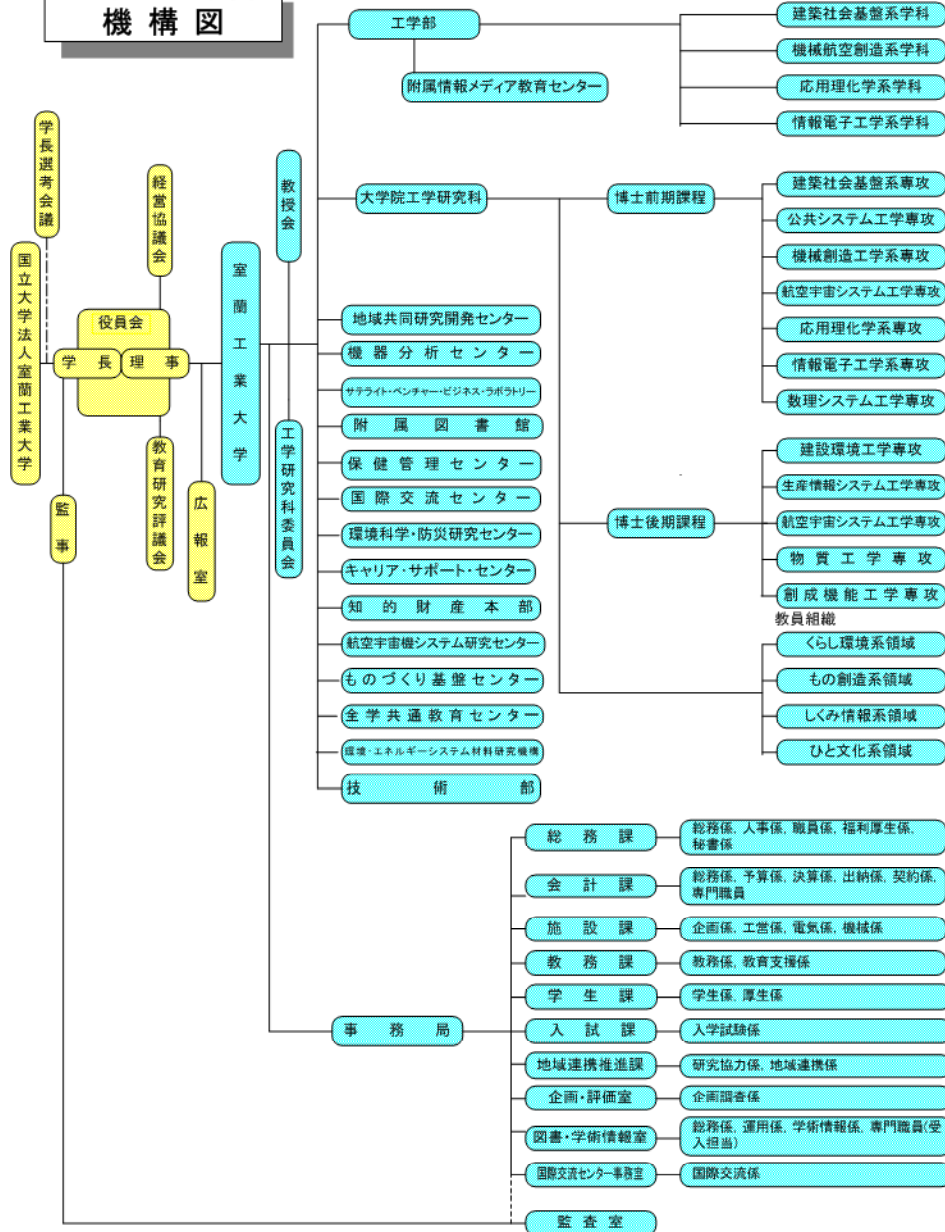 機構図
学長選考会議
国立大学法人室蘭工業大学
経営協議会
役員会
学長
理事
教育研究評議会
監事
広報室
室蘭工業大学
教授会
工学研究科委員会
工学部
附属情報メディア教育センター
建築社会基盤系学科
機械航空創造系学科
応用理化学系学科
情報電子工学系学科
大学院工学研究科
博士前期課程
建築社会基盤系専攻
公共システム工学専攻
機械創造工学系専攻
航空宇宙システム工学専攻
応用理化学系専攻
情報電子工学系専攻
数理システム工学専攻
博士後期課程
建設環境工学専攻
生産情報システム工学専攻
航空宇宙システム工学専攻
物質工学専攻
創成機能工学専攻
教員組織
くらし環境系領域
もの創造系領域
しくみ情報系領域
ひと文化系領域
地域共同研究開発センター
機器分析センター
サテライト・ベンチャー・ビジネス・ラボラトリー
附属図書館
保健管理センター
国際交流センター
環境科学・防災研究センター
キャリア・サポート・センター
知的財産本部
航空宇宙機システム研究センター
ものづくり基盤センター
全学共通教育センター
環境・エネルギーシステム材料研究機構
技術部
事務局
総務課
総務係, 人事係, 職員係, 福利厚生係,
秘書係
会計課
総務係, 予算係, 決算係, 出納係, 契約係,
専門職員
施設課
企画係, 工営係, 電気係, 機械係
教務課
教務係, 教育支援係
学生課
学生係, 厚生係
入試課
入学試験係
地域連携推進課
研究協力係, 地域連携係
企画・評価室
企画調査係
図書・学術情報室
総務係, 運用係, 学術情報係, 専門職員(受
入担当)
国際交流センター事務室
国際交流係
監査室